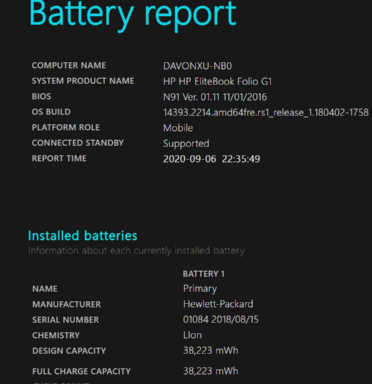 Battery report
COMPUTER NAME DAVONXU-NB0
SYSTEM PRODUCT NAME HP HP EliteBook Folio G1
BIOS N91 Ver. 01.11 11/01/2016
OS BUILD 14393.2214.amd64fre.rs1_release_1.180402-1758
PLATFORM ROLE Mobile
CONNECTED STANDBY Supported
REPORT TIME 2020-09-06 22:35:49
Installed batteries
Information about each currently installed battery
BATTERY 1
NAME Primary
MANUFACTURER Hewlett-Packard
SERIAL NUMBER 01084 2018/08/15
CHEMISTRY LIon
DESIGN CAPACITY 38,223 mWh
FULL CHARGE CAPACITY 38,223 mWh